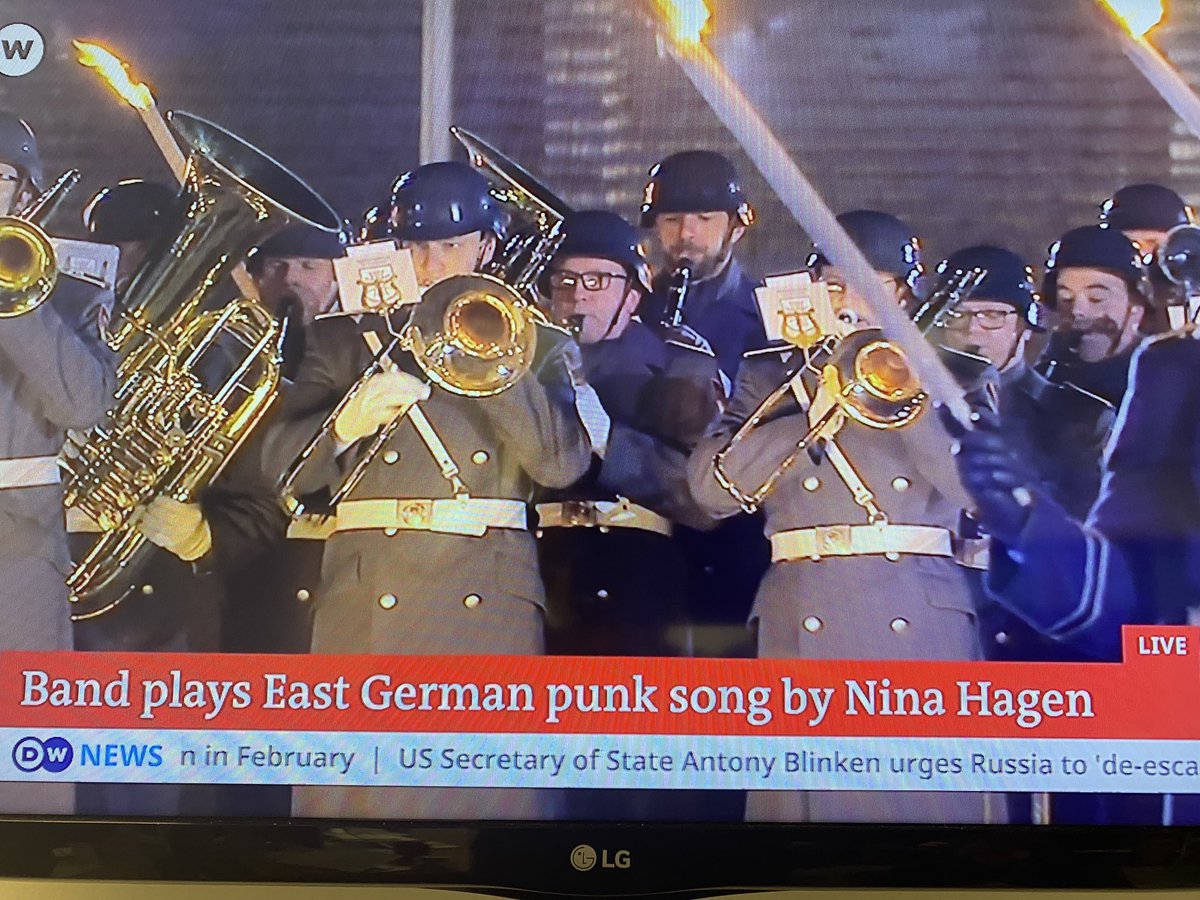 W
LIVE
Band plays East German punk song by Nina Hagen
DW NEWS n in February | US Secretary of State Antony Blinken urges Russia to 'de-esca
LG